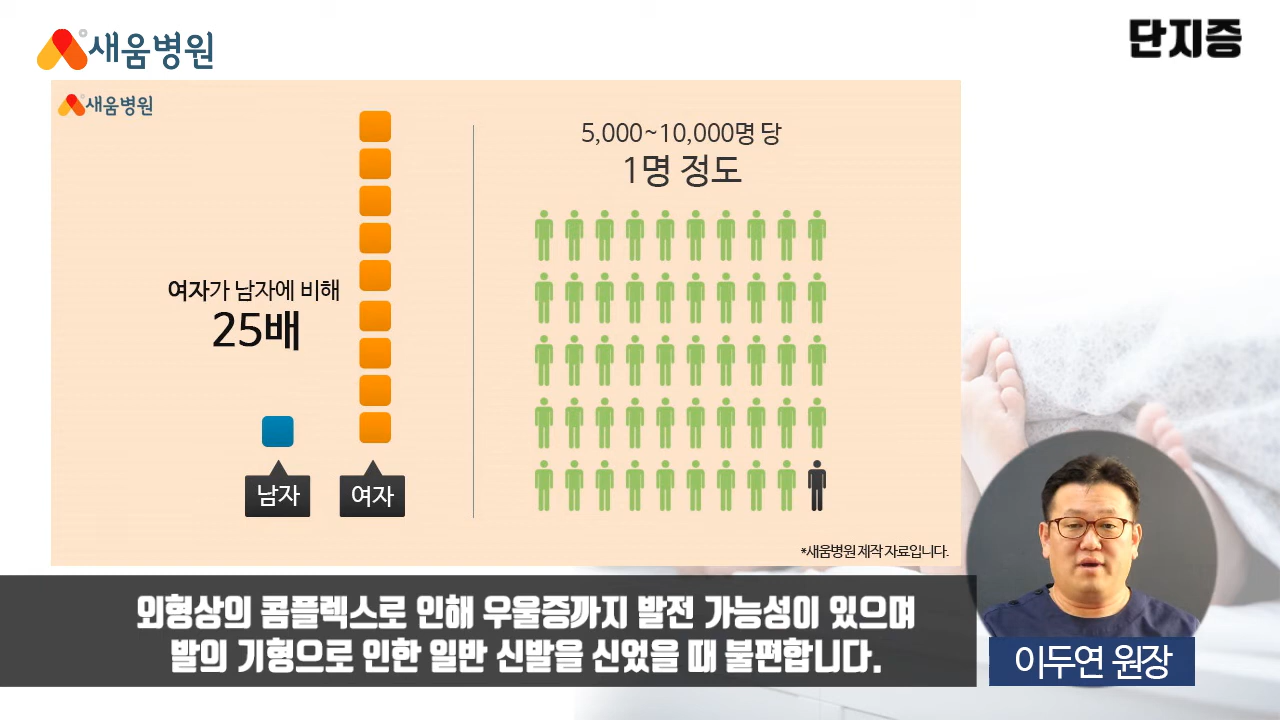 새움병원
단지증
새움병원
5,000~10,000명 당
1명 정도
여자가 남자에 비해
25배
남자
여자
*새움병원 제작 자료입니다.
외형상의 콤플렉스로 인해 우울증까지 발전 가능성이 있으며
발의 기형으로 인한 일반 신발을 신었을 때 불편합니다.
이두연 원장